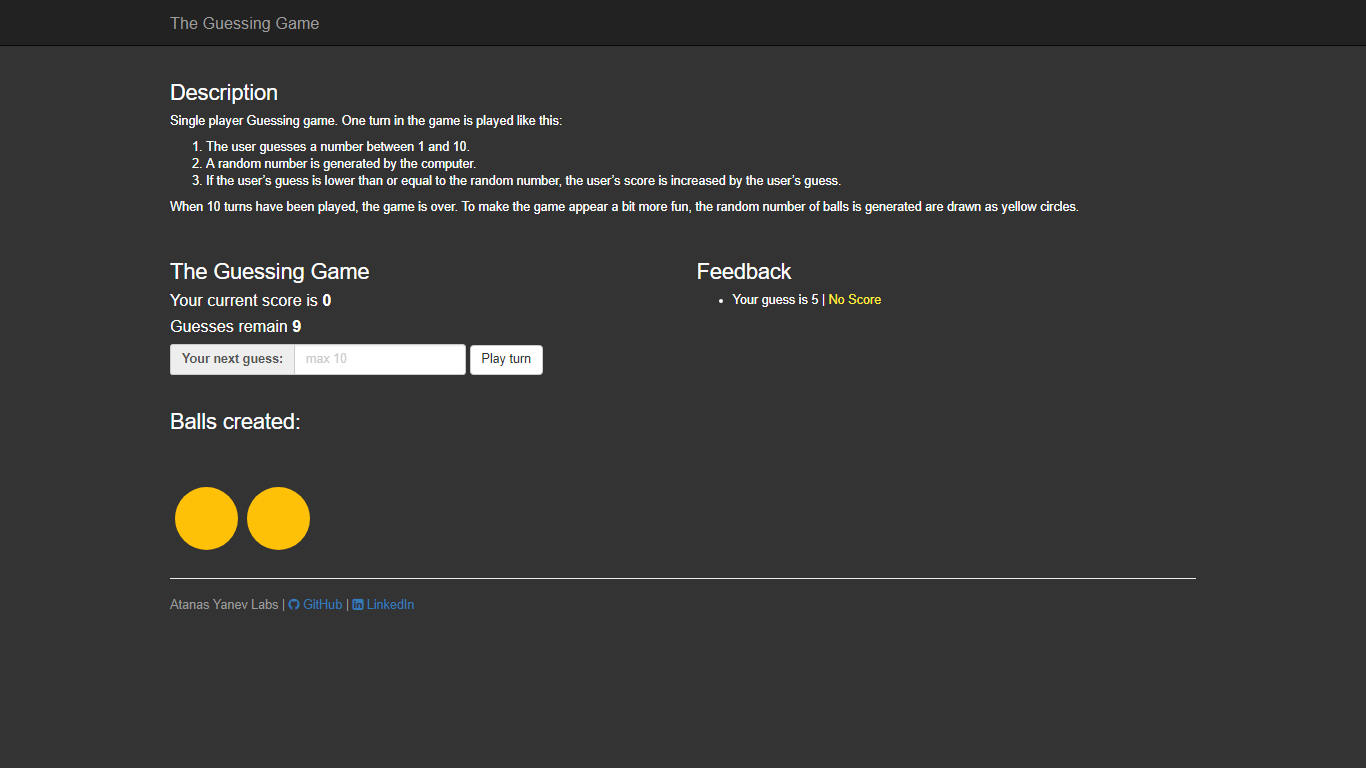 The Guessing Game
Description
Single player Guessing game. One turn in the game is played like this:
1. The user guesses a number between 1 and 10.
2. A random number is generated by the computer.
3. If the user’s guess is lower than or equal to the random number, the user’s score is increased by the user’s guess.
When 10 turns have been played, the game is over. To make the game appear a bit more fun, the random number of balls is generated are drawn as yellow circles.
The Guessing Game
Your current score is 0
Guesses remain 9
Your next guess: max 10 Play turn
Feedback
• Your guess is 5 | No Score
Balls created:
Atanas Yanev Labs | GitHub | LinkedIn